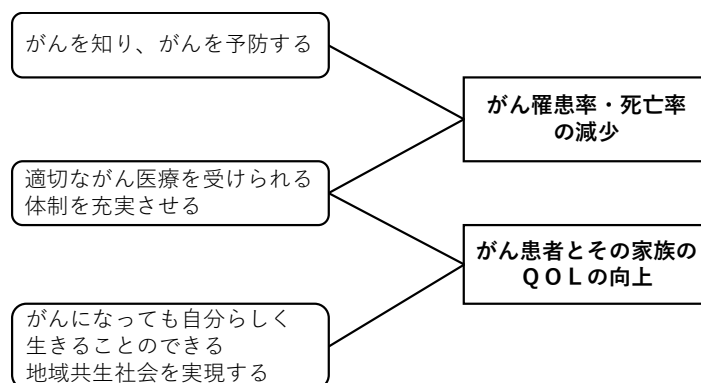 がんを知り、がんを予防する
適切ながん医療を受けられる
体制を充実させる
がんになっても自分らしく
生きることのできる
地域共生社会を実現する
がん罹患率・死亡率
の減少
がん患者とその家族の
ＱＯＬの向上